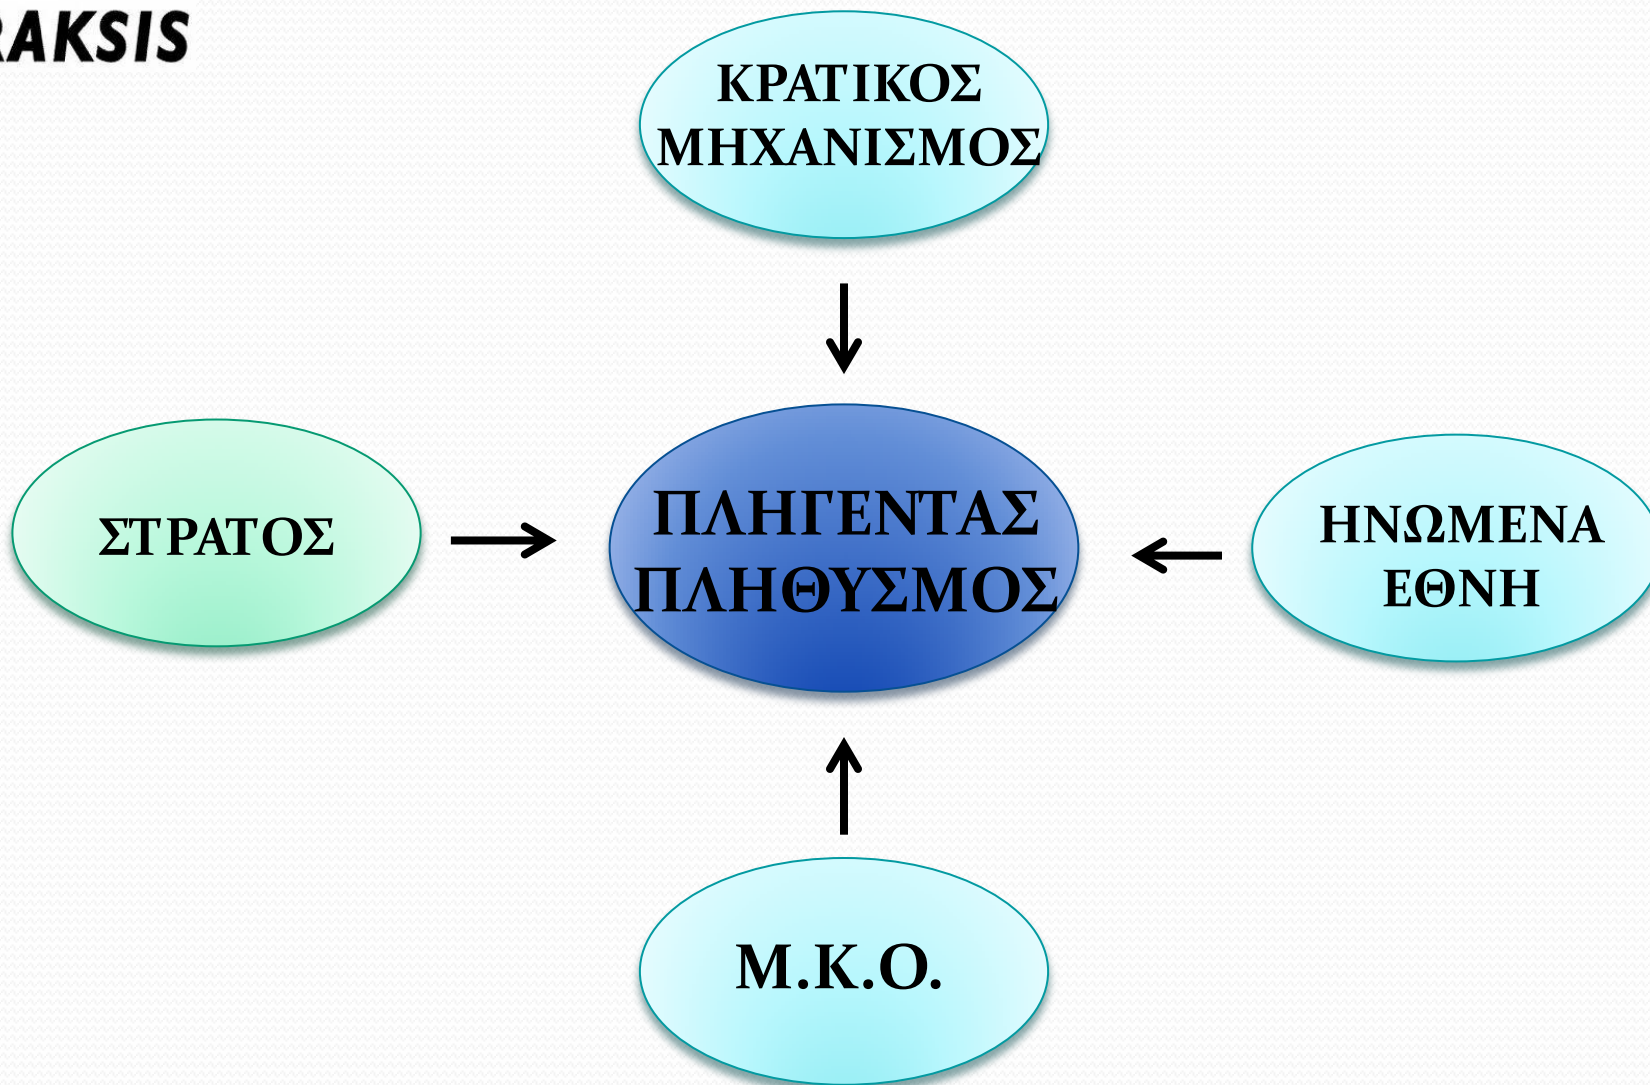 RAKSIS
ΚΡΑΤΙΚΟΣ
ΜΗΧΑΝΙΣΜΟΣ
ΣΤΡΑΤΟΣ
ΠΛΗΓΕΝΤΑΣ
ΠΛΗΘΥΣΜΟΣ
ΗΝΩΜΕΝΑ
ΕΘΝΗ
Μ.Κ.Ο.